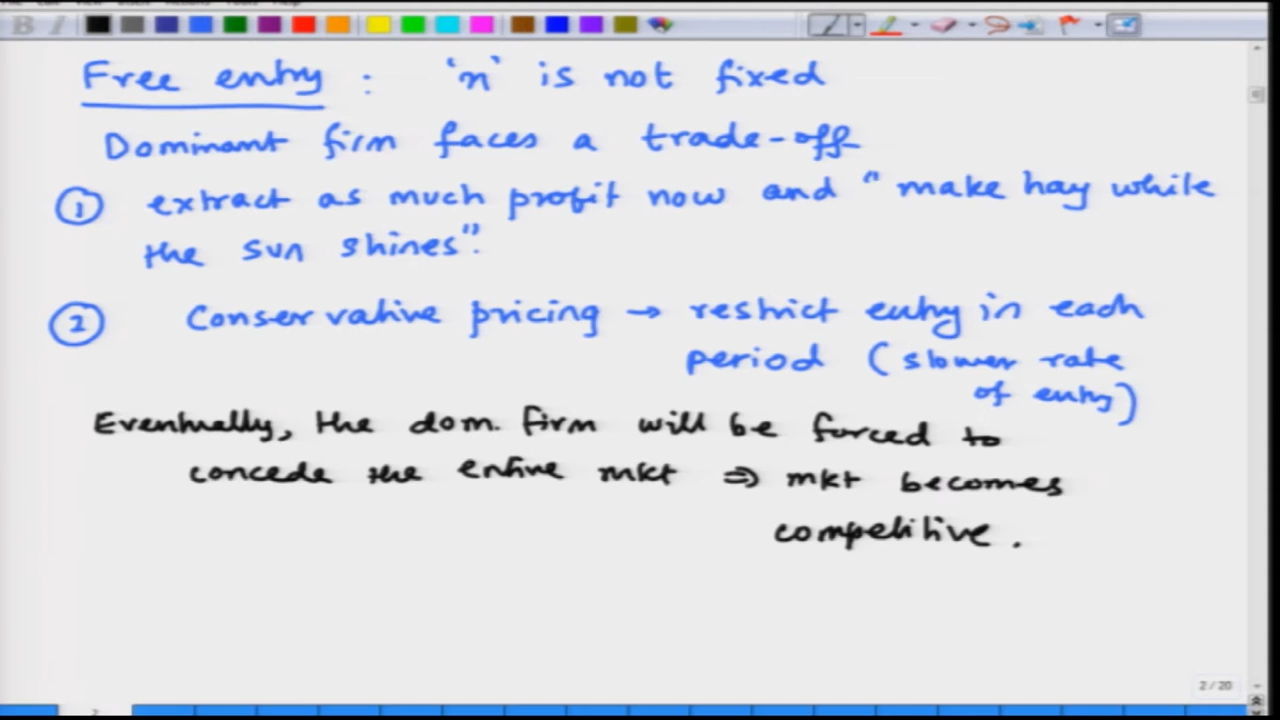 Free entry : 'n' is not fixed
Dominant firm faces a trade-off
① extract as much profit now and "make hay while
the sun shines".
② Conservative pricing → restrict entry in each
period (slower rate
of entry)
Eventually, the dom. firm will be forced to
concede the entire mkt ⇒ mkt becomes
competitive.
2 / 20
2